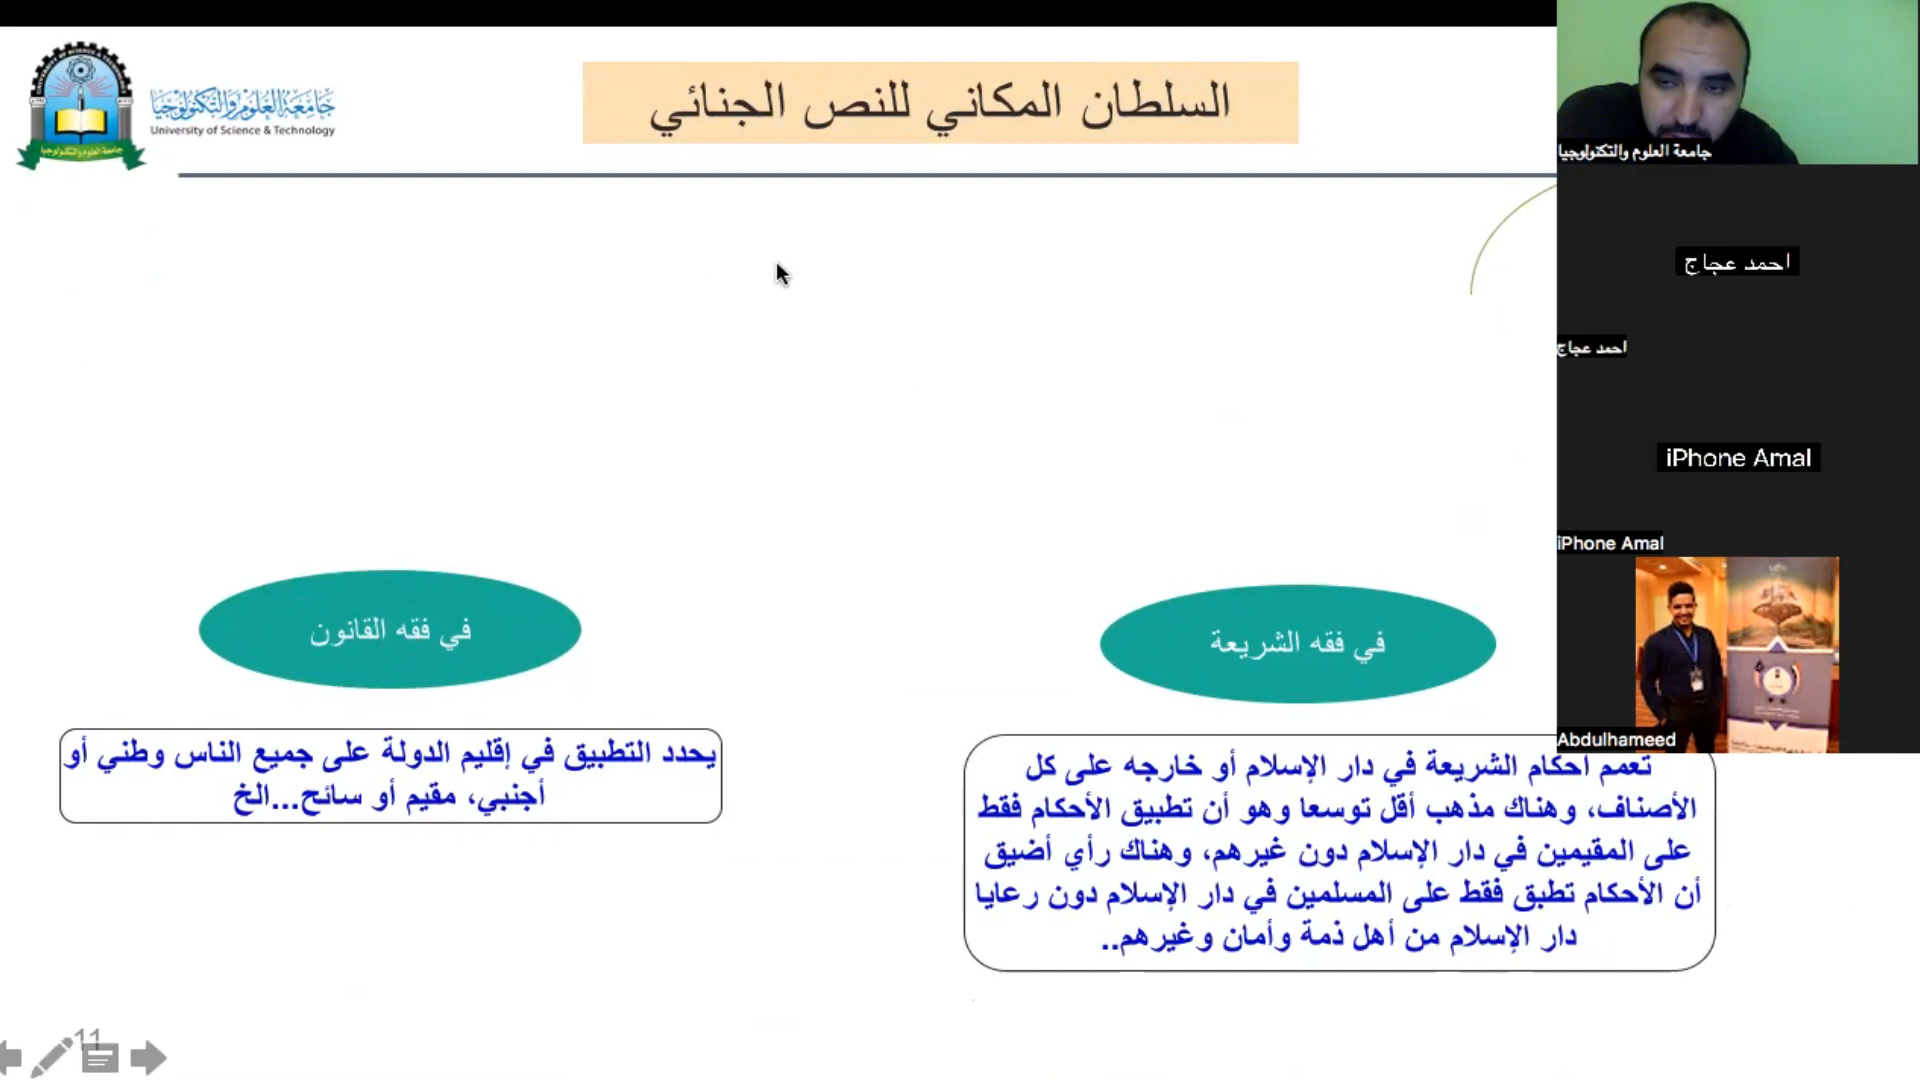 السلطان المكاني للنص الجنائي
جامعة العلوم والتكنولوجيا
University of Science & Technology
في فقه الشريعة
تعمم أحكام الشريعة في دار الإسلام أو خارجه على كل
الأصناف، وهناك مذهب أقل توسعا وهو أن تطبيق الأحكام فقط
على المقيمين في دار الإسلام دون غيرهم، وهناك رأي أضيق
أن الأحكام تطبق فقط على المسلمين في دار الإسلام دون رعايا
دار الإسلام من أهل ذمة وأمان وغيرهم..
في فقه القانون
يحدد التطبيق في إقليم الدولة على جميع الناس وطني أو
أجنبي، مقيم أو سائح...الخ
11
جامعة العلوم والتكنولوجيا
احمد عجاج
احمد عجاج
iPhone Amal
iPhone Amal
Abdulhameed